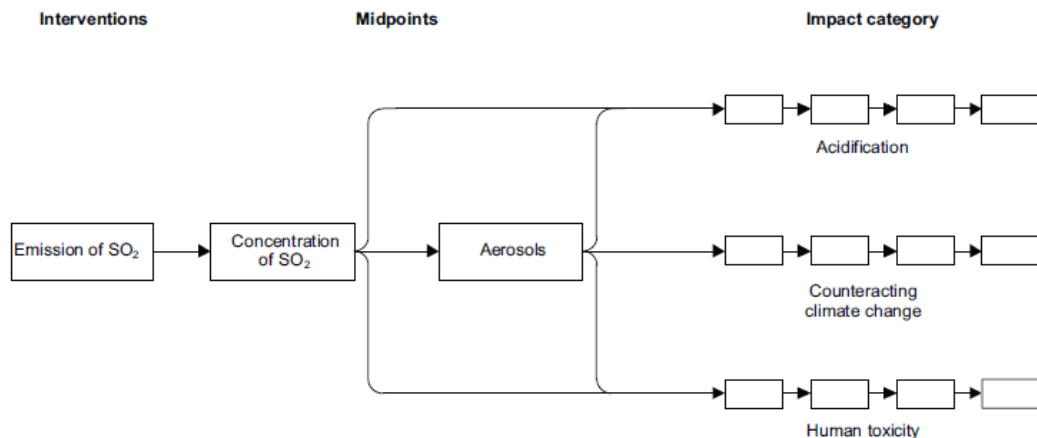 Interventions
Midpoints
Impact category
Acidification
Emission of SO₂
Concentration
of SO₂
Aerosols
Counteracting
climate change
Human toxicity